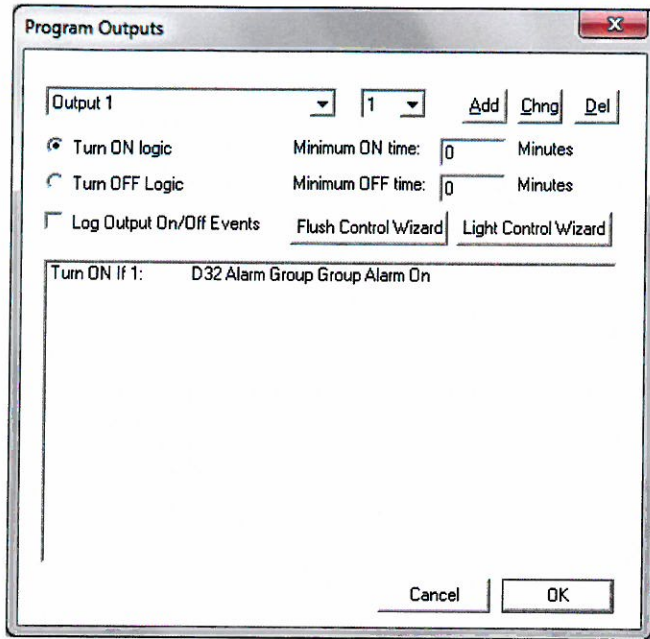 Program Outputs
Output 1 1 Add Chng Del
Turn ON logic Minimum ON time: 0 Minutes
Turn OFF Logic Minimum OFF time: 0 Minutes
Log Output On/Off Events Flush Control Wizard Light Control Wizard
Turn ON If 1: D32 Alarm Group Group Alarm On
Cancel OK